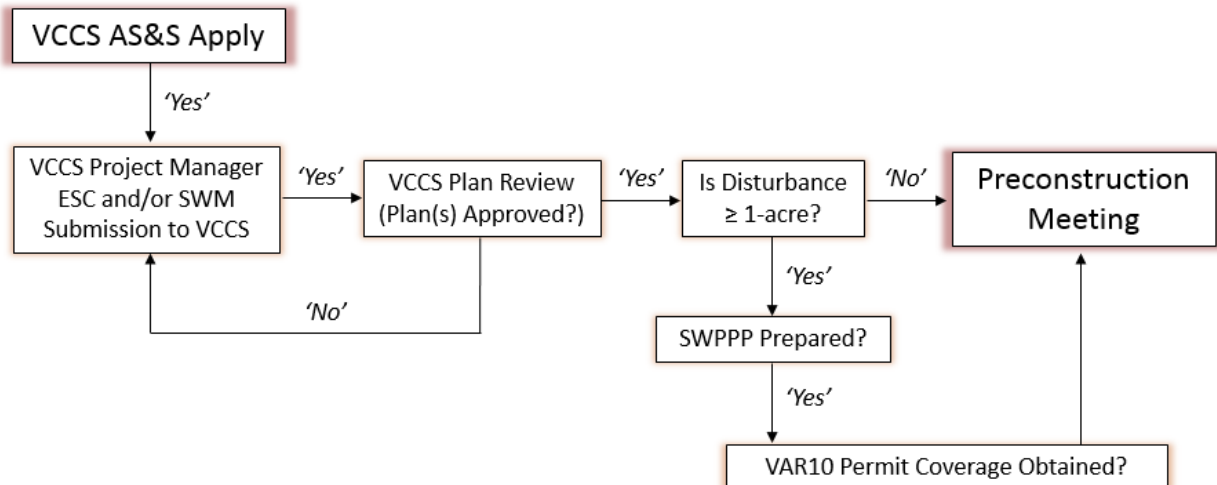 VCCS AS&S Apply
‘Yes’
VCCS Project Manager
ESC and/or SWM
Submission to VCCS
‘Yes’
VCCS Plan Review
(Plan(s) Approved?)
‘Yes’
Is Disturbance
≥ 1-acre?
‘No’
Preconstruction
Meeting
‘No’
‘Yes’
SWPPP Prepared?
‘Yes’
VAR10 Permit Coverage Obtained?